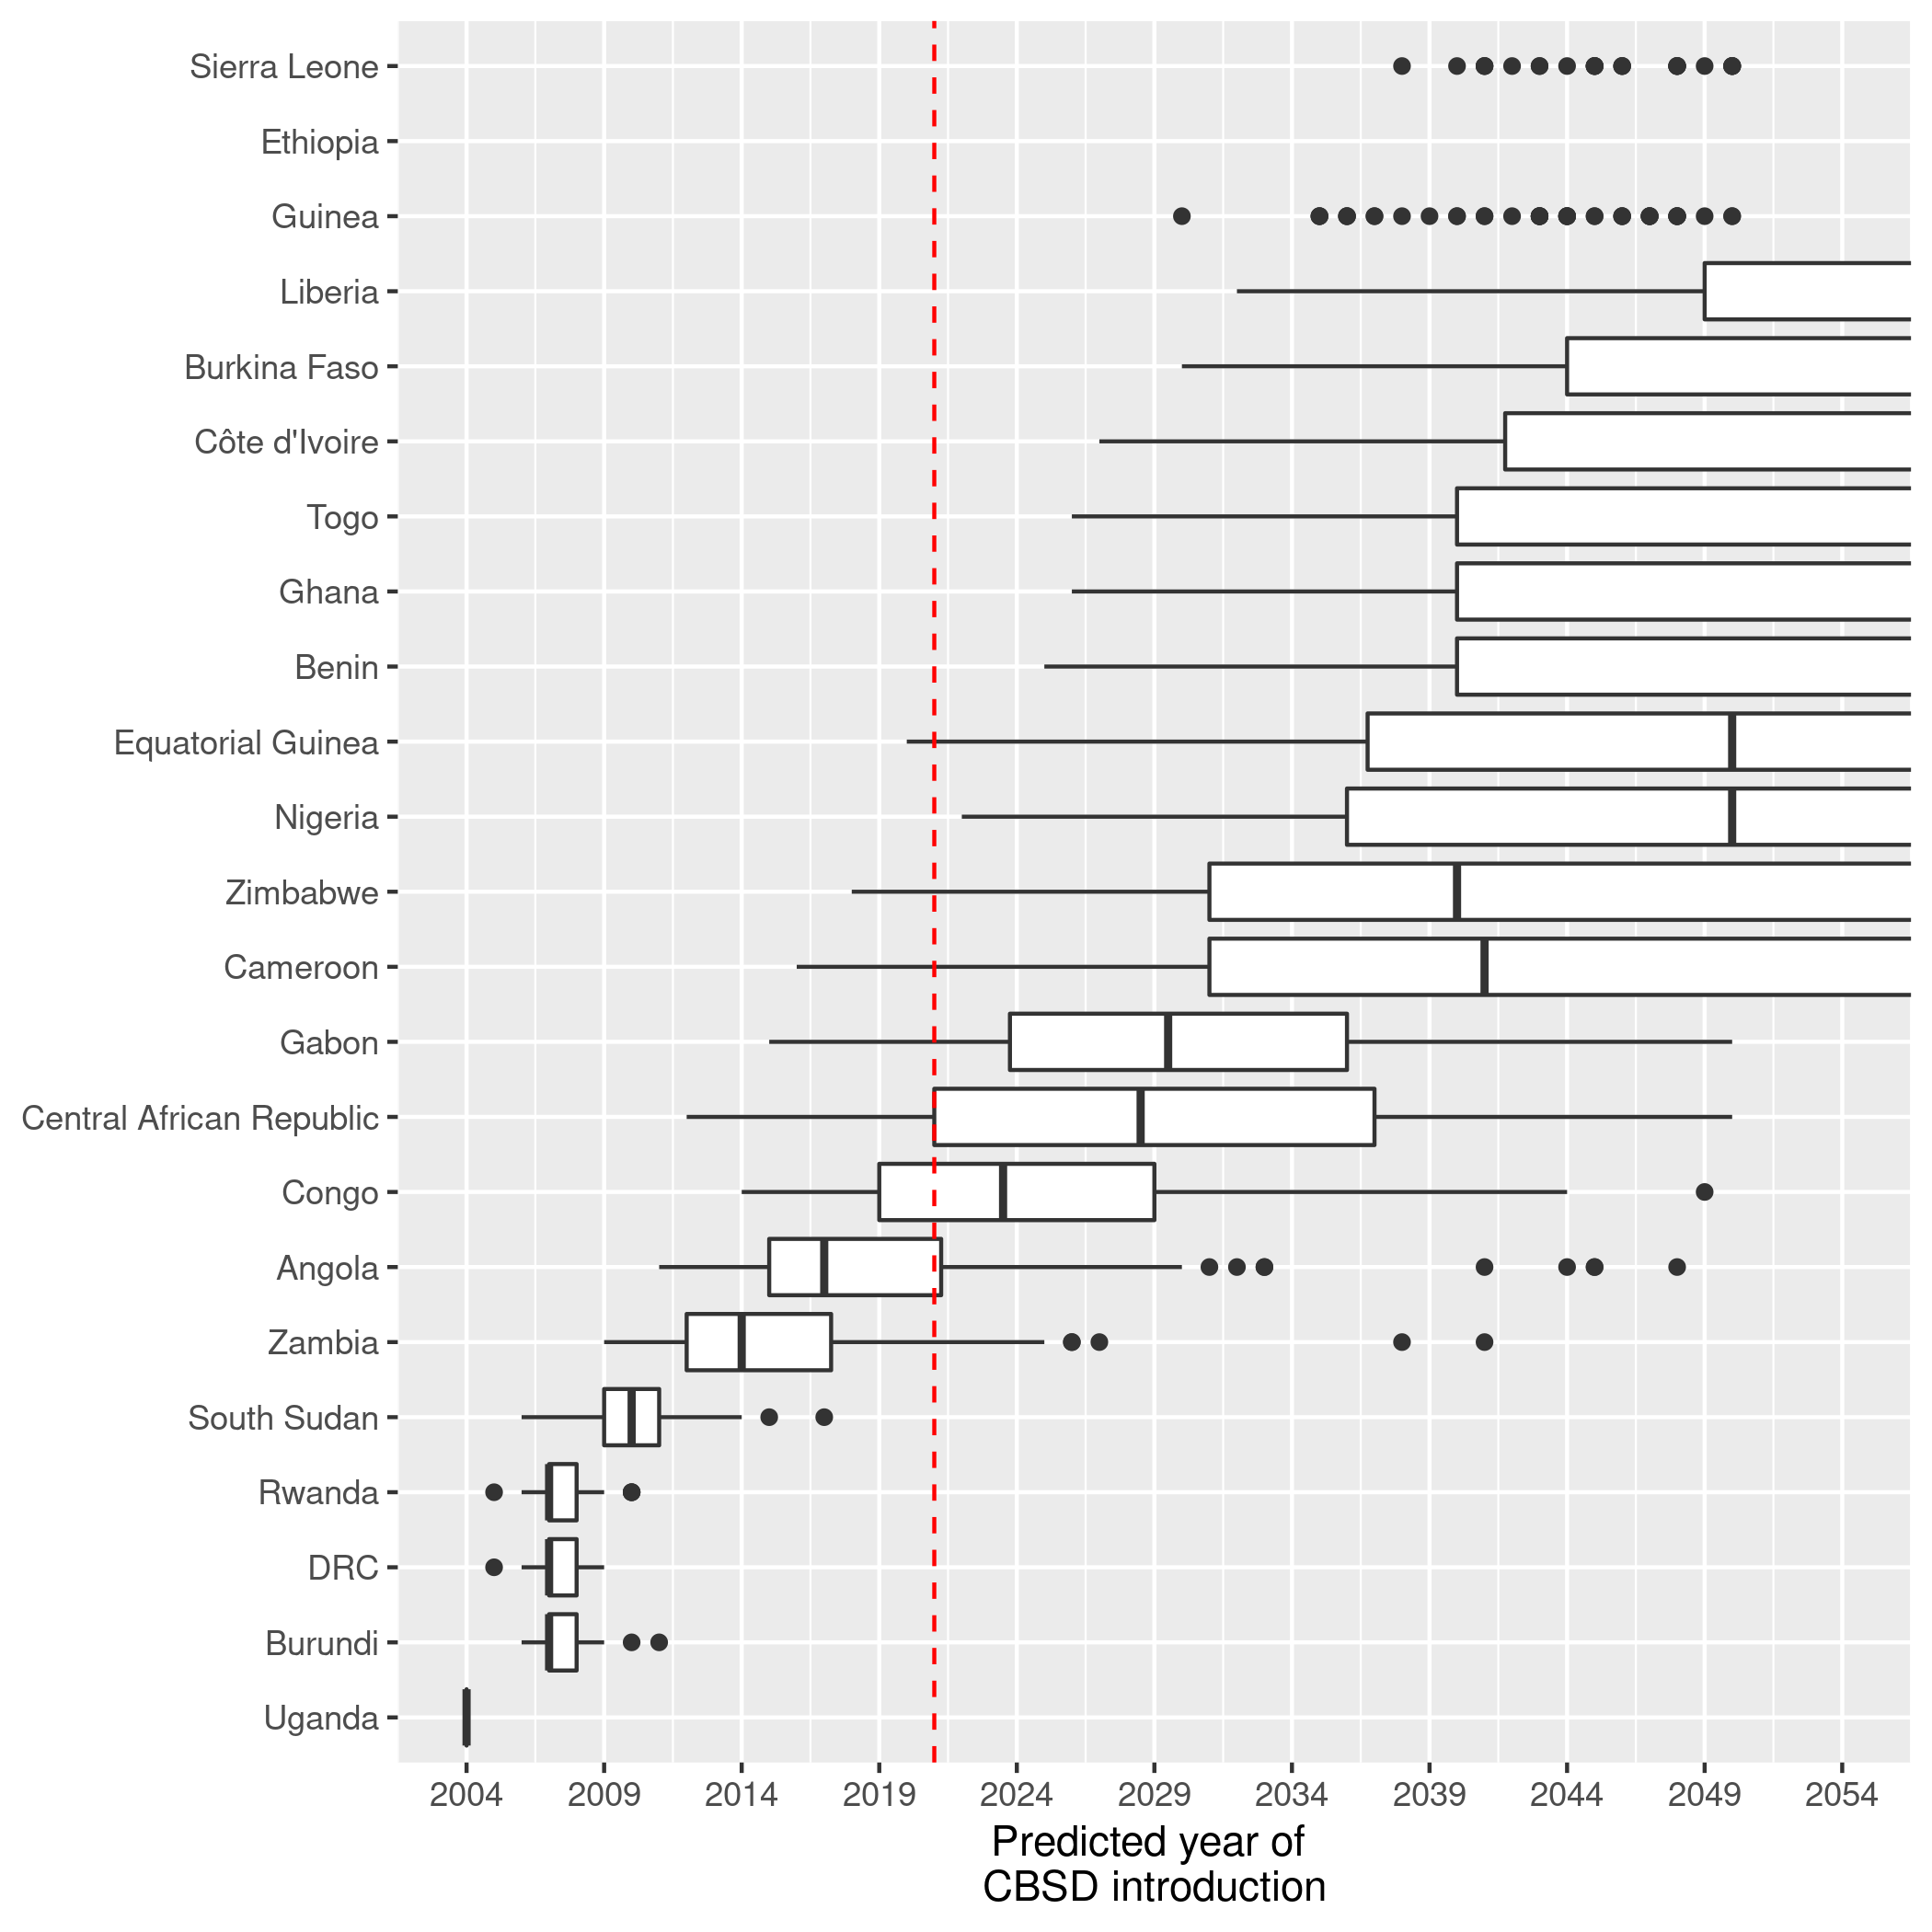 Sierra Leone
Ethiopia
Guinea
Liberia
Burkina Faso
Côte d'Ivoire
Togo
Ghana
Benin
Equatorial Guinea
Nigeria
Zimbabwe
Cameroon
Gabon
Central African Republic
Congo
Angola
Zambia
South Sudan
Rwanda
DRC
Burundi
Uganda
2004 2009 2014 2019 2024 2029 2034 2039 2044 2049 2054
Predicted year of
CBSD introduction